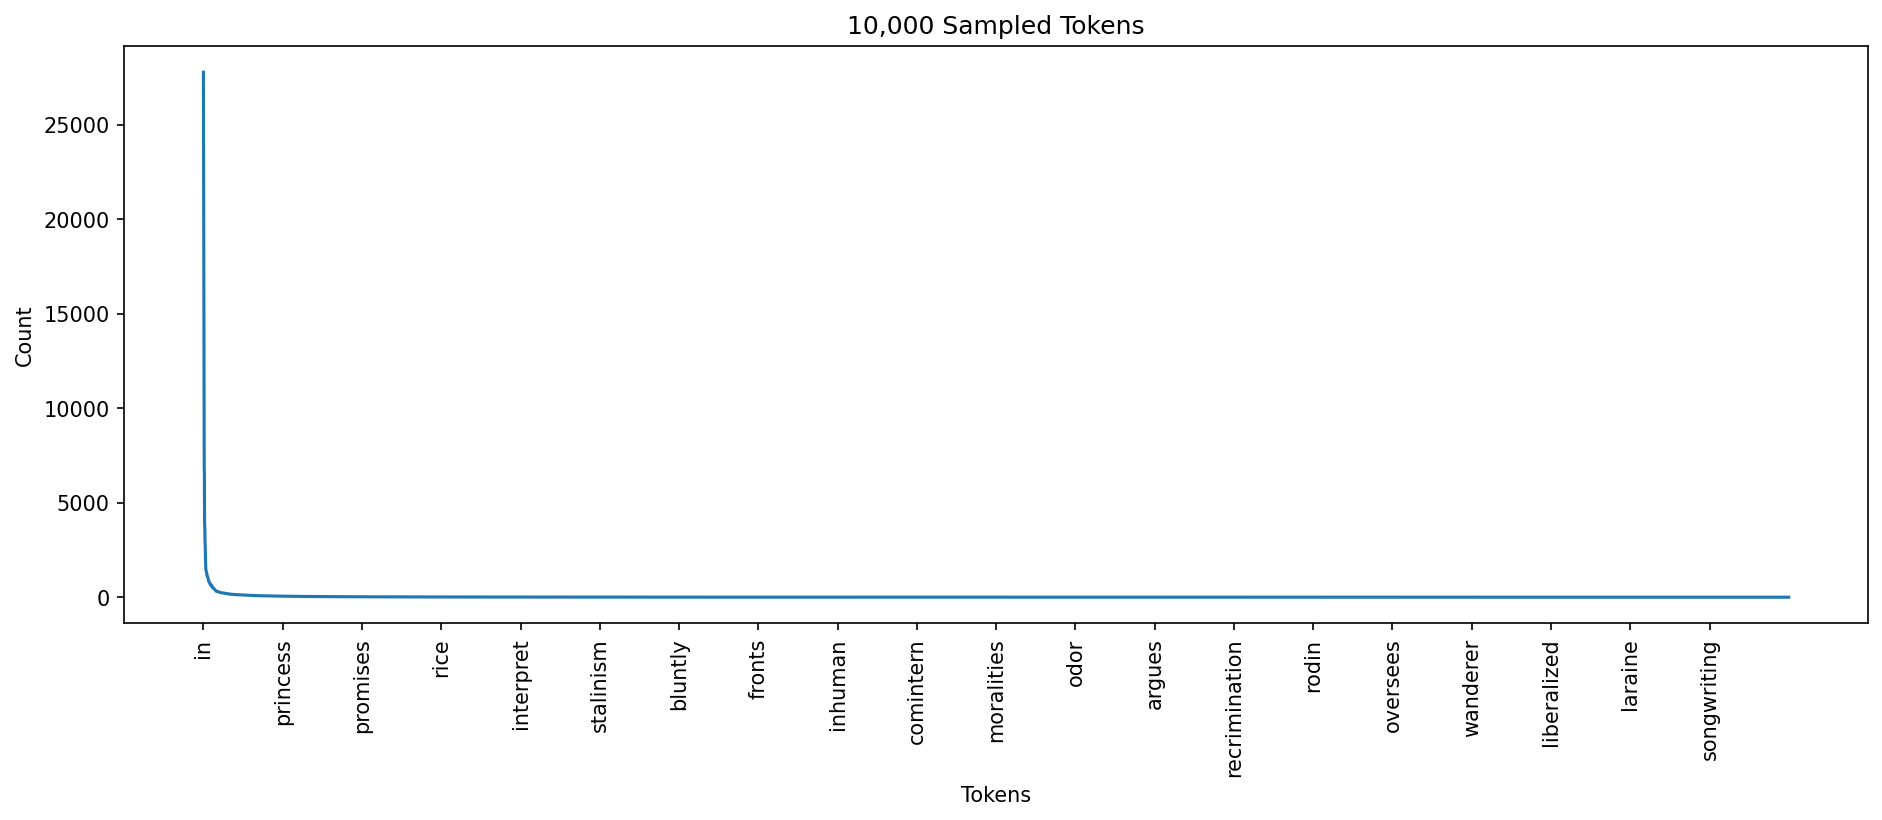 10,000 Sampled Tokens
Count
25000
20000
15000
10000
5000
0
in
princess
promises
rice
interpret
stalinism
bluntly
fronts
inhuman
comintern
moralities
odor
argues
recrimination
rodin
oversees
wanderer
liberalized
laraine
songwriting
Tokens